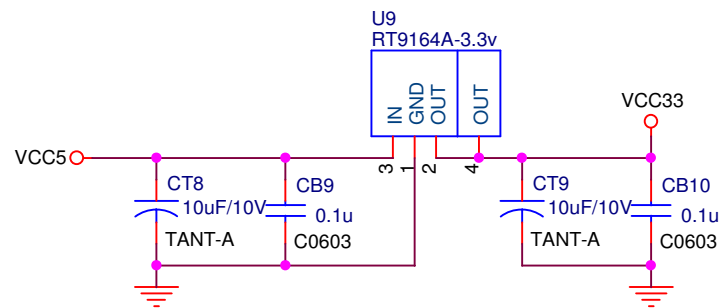 U9
RT9164A-3.3v
IN
GND
OUT
OUT
VCC33
VCC5
3
1
2
4
CT8
10uF/10V
TANT-A
CB9
0.1u
C0603
CT9
10uF/10V
TANT-A
CB10
0.1u
C0603